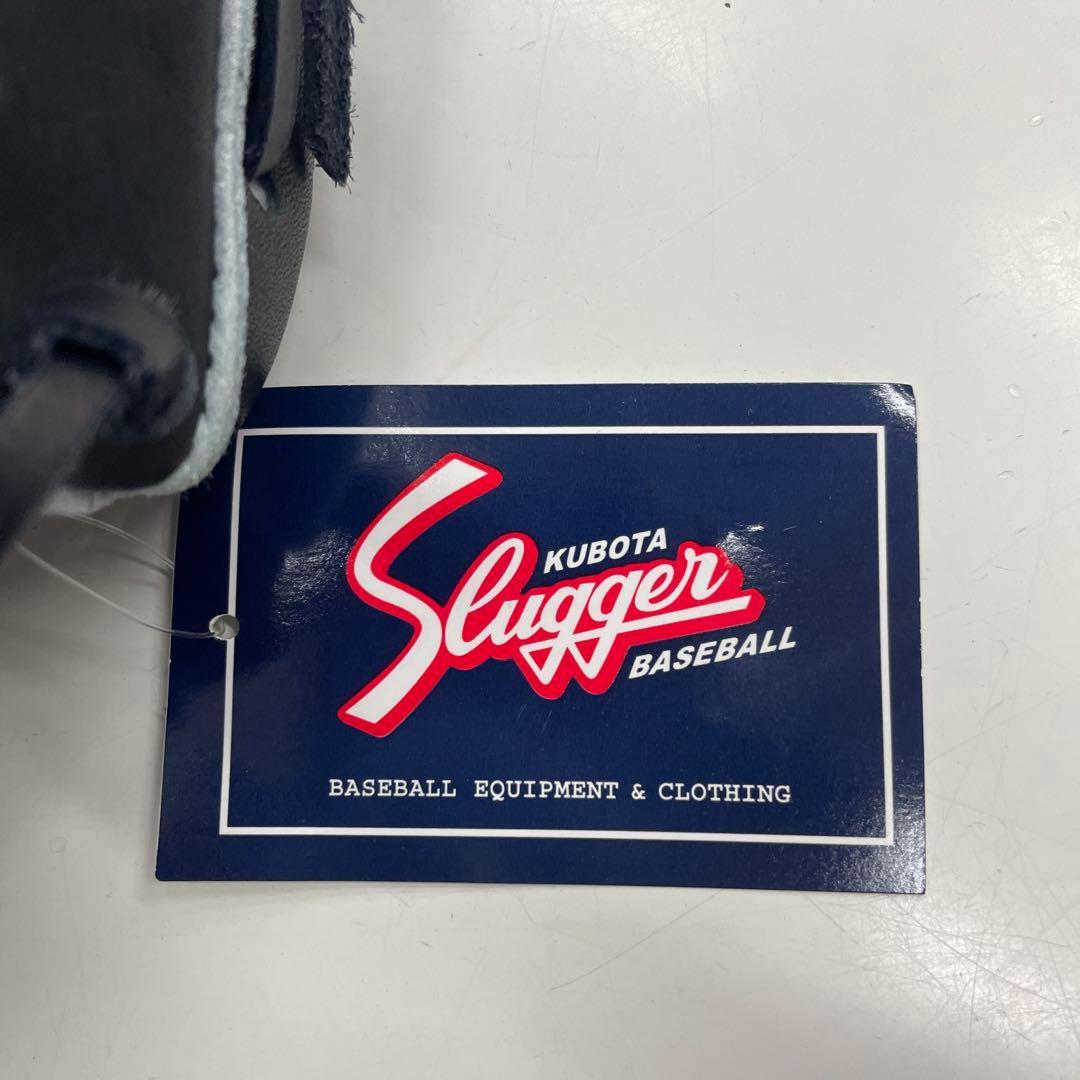 KUBOTA
Slugger
BASEBALL
BASEBALL EQUIPMENT & CLOTHING